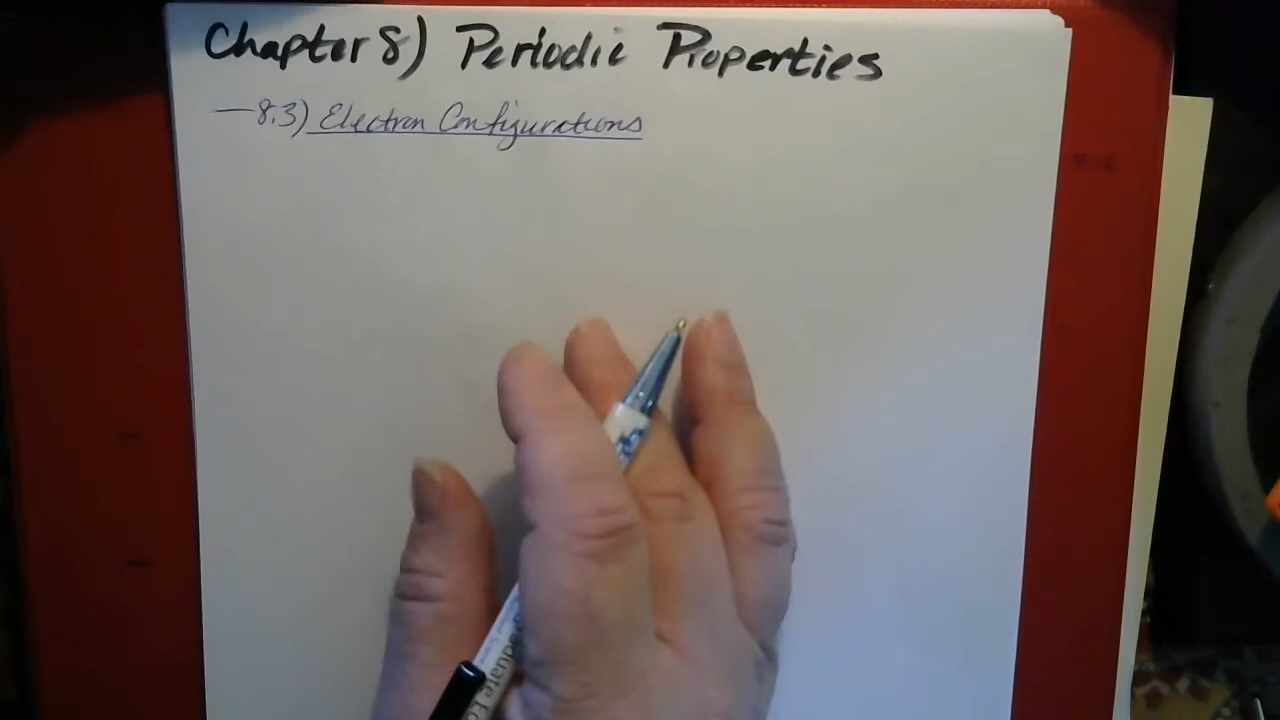 Chapter 8) Periodic Properties
—8.3) Electron Configurations